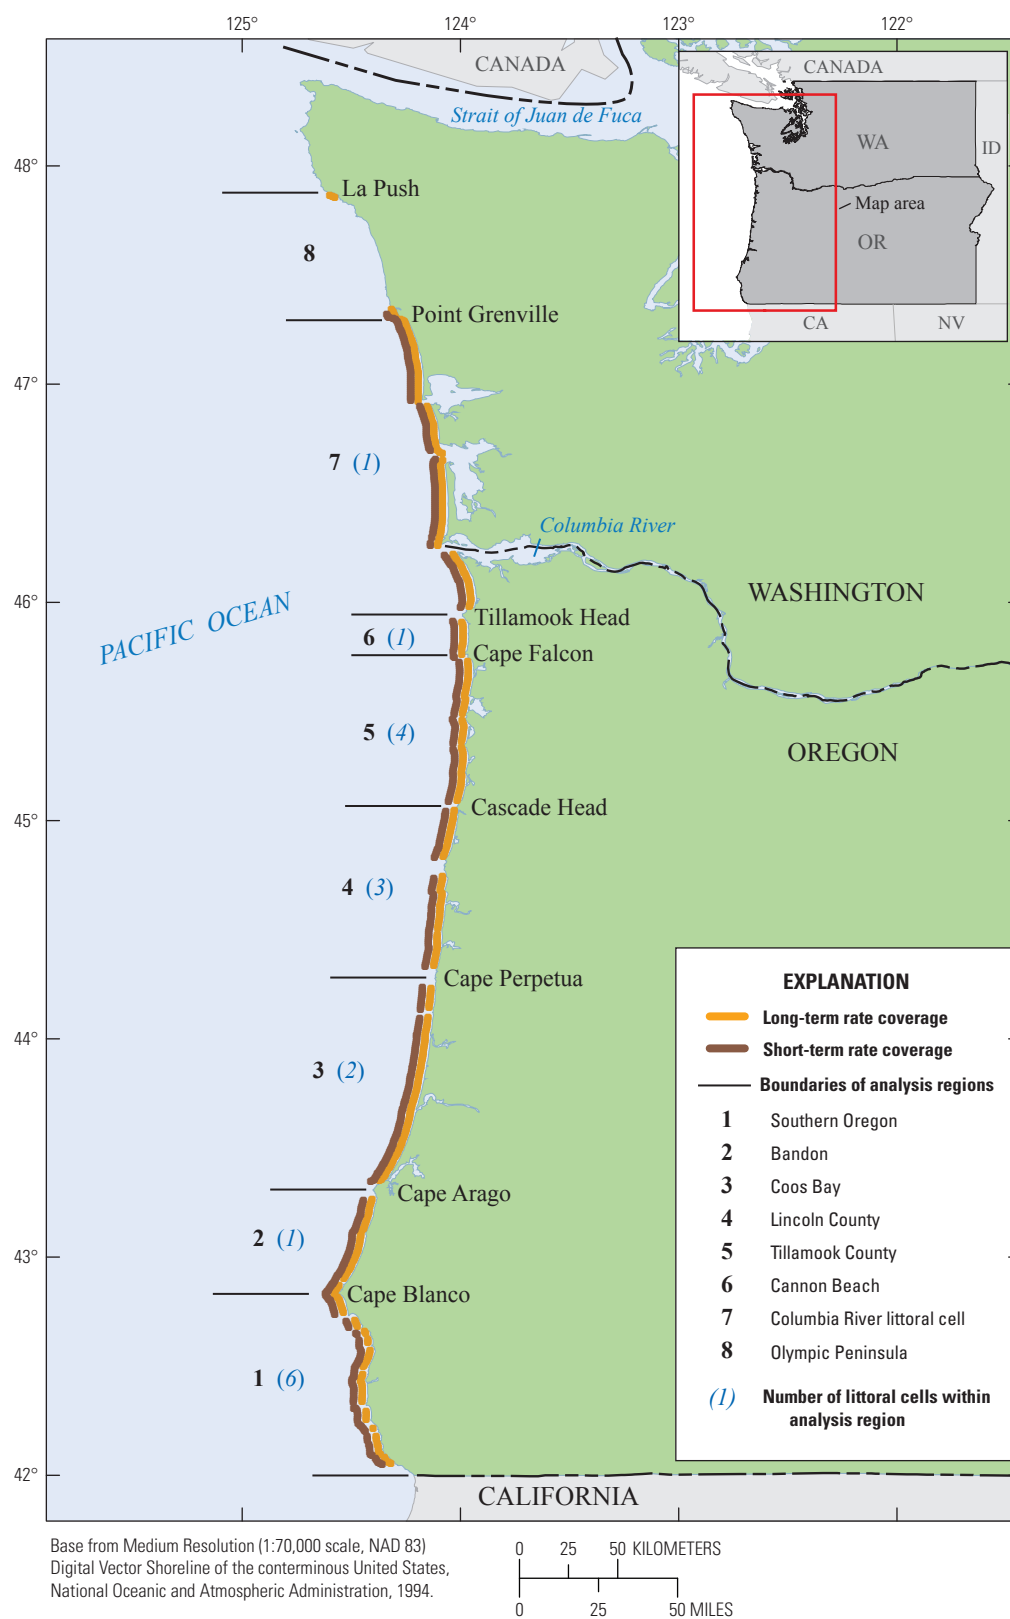 125°
124°
123°
122°
CANADA
Strait of Juan de Fuca
CANADA
WA
ID
Map area
OR
CA
NV
48°
La Push
8
Point Grenville
47°
7 (1)
Columbia River
WASHINGTON
46°
PACIFIC OCEAN
Tillamook Head
6 (1)
Cape Falcon
5 (4)
OREGON
Cascade Head
45°
4 (3)
Cape Perpetua
44°
3 (2)
Cape Arago
2 (1)
43°
Cape Blanco
1 (6)
42°
CALIFORNIA
EXPLANATION
Long-term rate coverage
Short-term rate coverage
Boundaries of analysis regions
1 Southern Oregon
2 Bandon
3 Coos Bay
4 Lincoln County
5 Tillamook County
6 Cannon Beach
7 Columbia River littoral cell
8 Olympic Peninsula
(1) Number of littoral cells within
analysis region
Base from Medium Resolution (1:70,000 scale, NAD 83)
Digital Vector Shoreline of the conterminous United States,
National Oceanic and Atmospheric Administration, 1994.
0 25 50 KILOMETERS
0 25 50 MILES